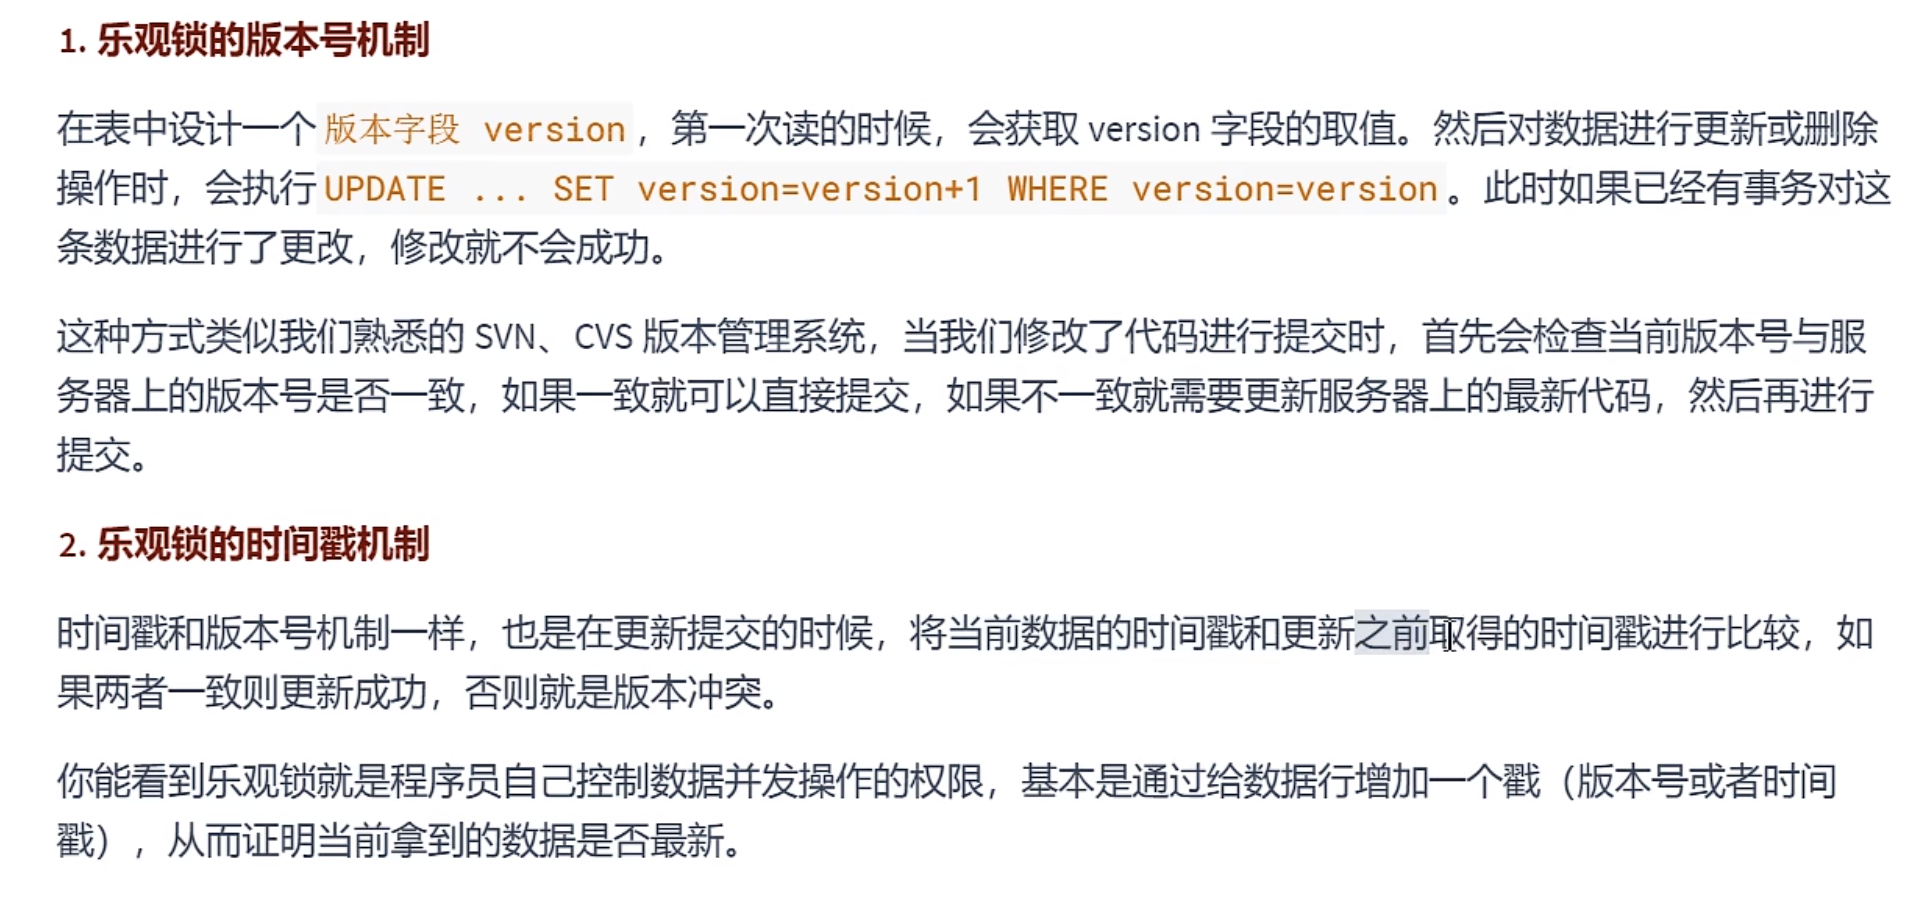 1. 乐观锁的版本号机制
在表中设计一个 版本字段 version ，第一次读的时候，会获取 version 字段的取值。然后对数据进行更新或删除
操作时，会执行 UPDATE ... SET version=version+1 WHERE version=version 。此时如果已经有事务对这
条数据进行了更改，修改就不会成功。
这种方式类似我们熟悉的 SVN、CVS 版本管理系统，当我们修改了代码进行提交时，首先会检查当前版本号与服
务器上的版本号是否一致，如果一致就可以直接提交，如果不一致就需要更新服务器上的最新代码，然后再进行
提交。
2. 乐观锁的时间戳机制
时间戳和版本号机制一样，也是在更新提交的时候，将当前数据的时间戳和更新之前取得的时间戳进行比较，如
果两者一致则更新成功，否则就是版本冲突。
你能看到乐观锁就是程序员自己控制数据并发操作的权限，基本是通过给数据行增加一个戳（版本号或者时间
戳），从而证明当前拿到的数据是否最新。